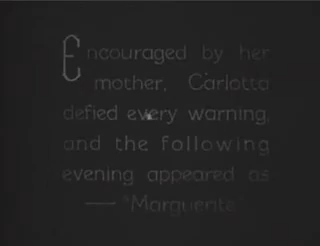 Encouraged by her
mother, Carlotta
defied every warning,
and the following
evening appeared as
— "Marguerite"